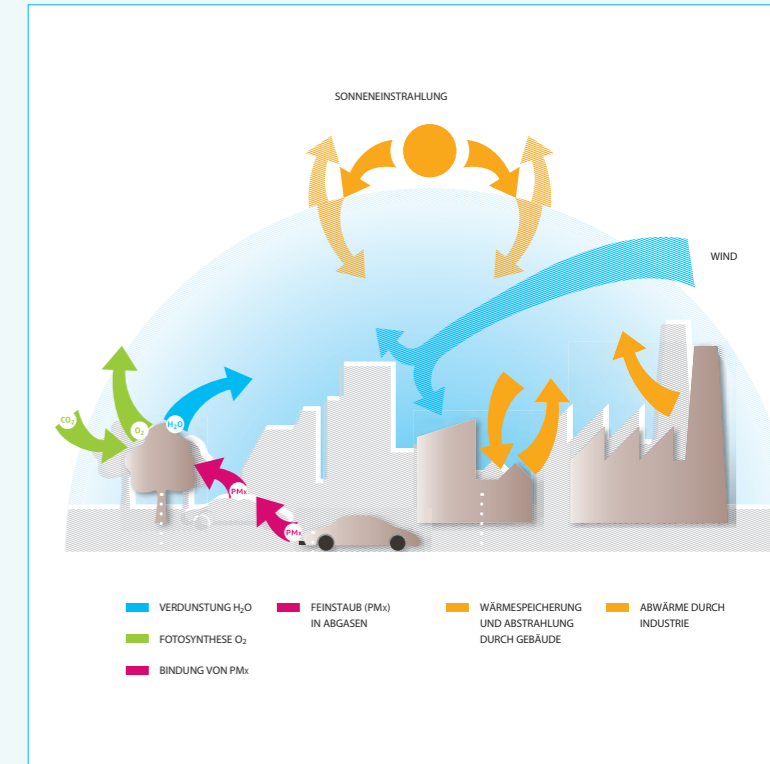 SONNENEINSTRAHLUNG
WIND
CO₂
O₂
H₂O
PMx
PMx
VERDUNSTUNG H₂O
FOTOSYNTHESE O₂
BINDUNG VON PMx
FEINSTAUB (PMx)
IN ABGASEN
WÄRMESPEICHERUNG
UND ABSTRAHLUNG
DURCH GEBÄUDE
ABWÄRME DURCH
INDUSTRIE